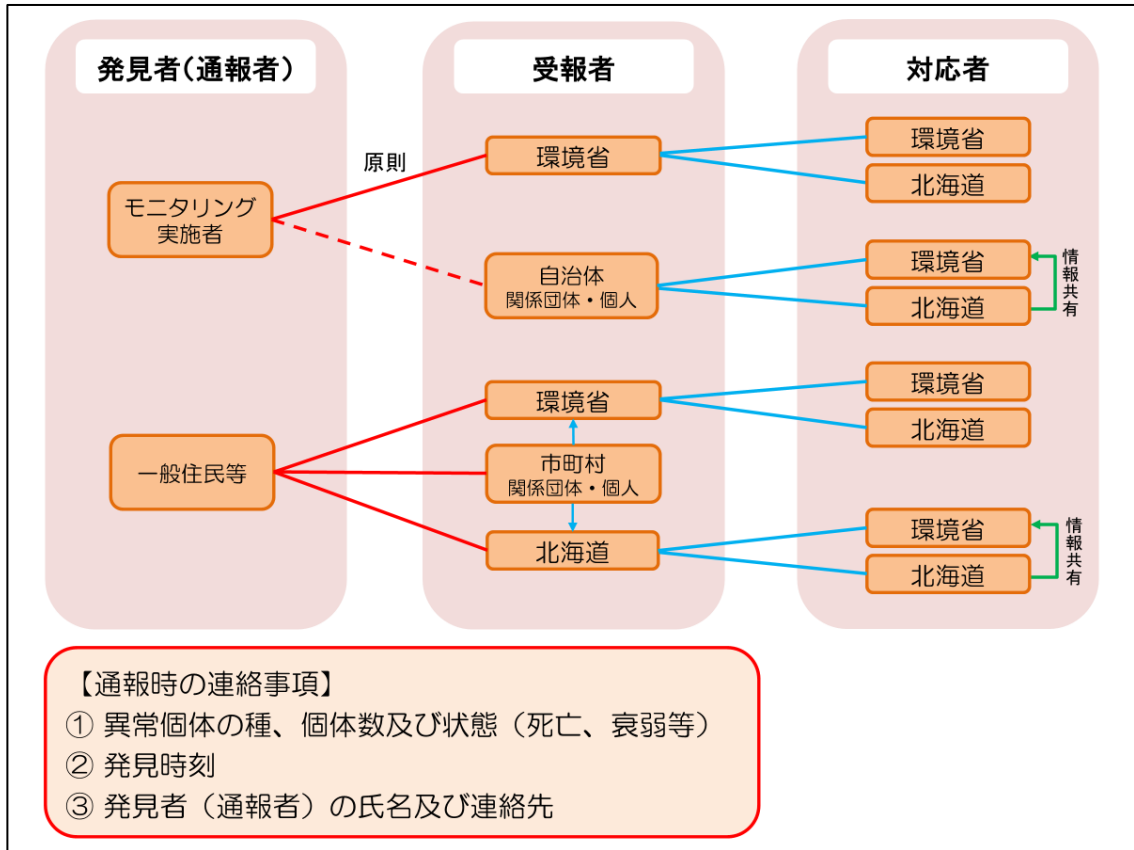 発見者(通報者)
受報者
対応者
原則
モニタリング
実施者
環境省
環境省
北海道
自治体
関係団体・個人
環境省
北海道
情報共有
一般住民等
環境省
市町村
関係団体・個人
北海道
環境省
北海道
環境省
北海道
情報共有
【通報時の連絡事項】
① 異常個体の種、個体数及び状態（死亡、衰弱等）
② 発見時刻
③ 発見者（通報者）の氏名及び連絡先